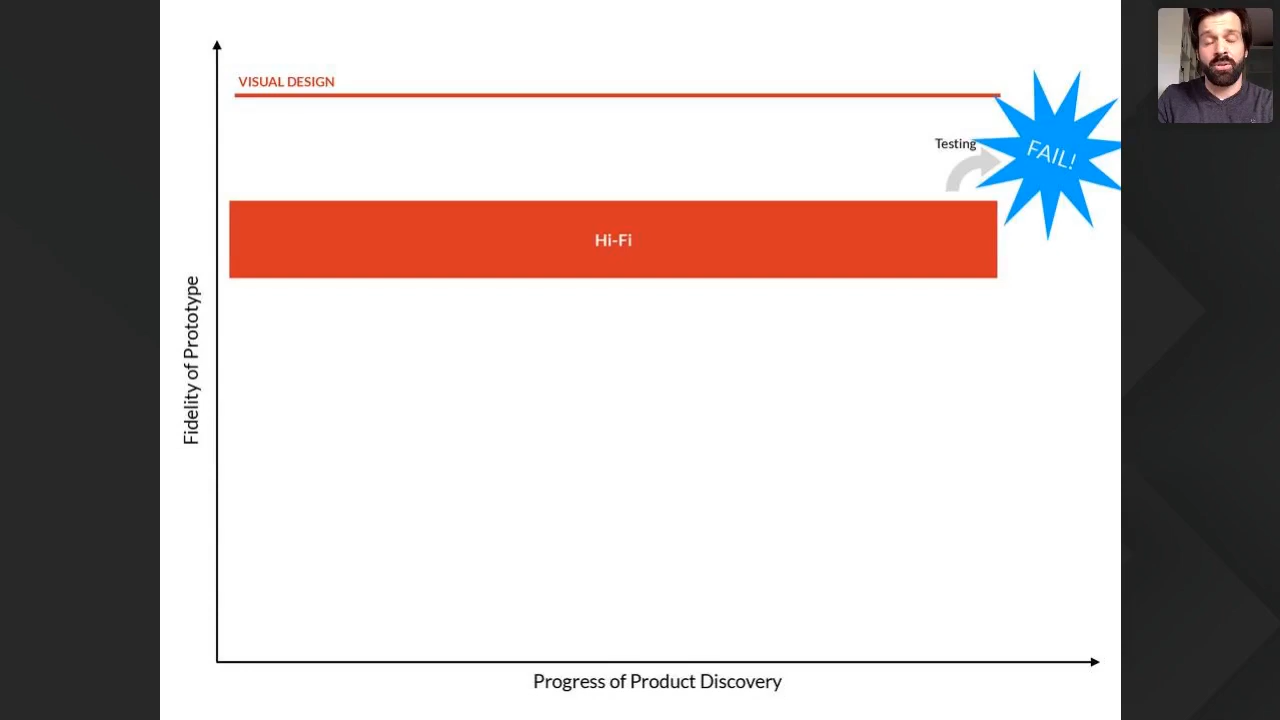 VISUAL DESIGN
Testing
FAIL!
Hi-Fi
Fidelity of Prototype
Progress of Product Discovery